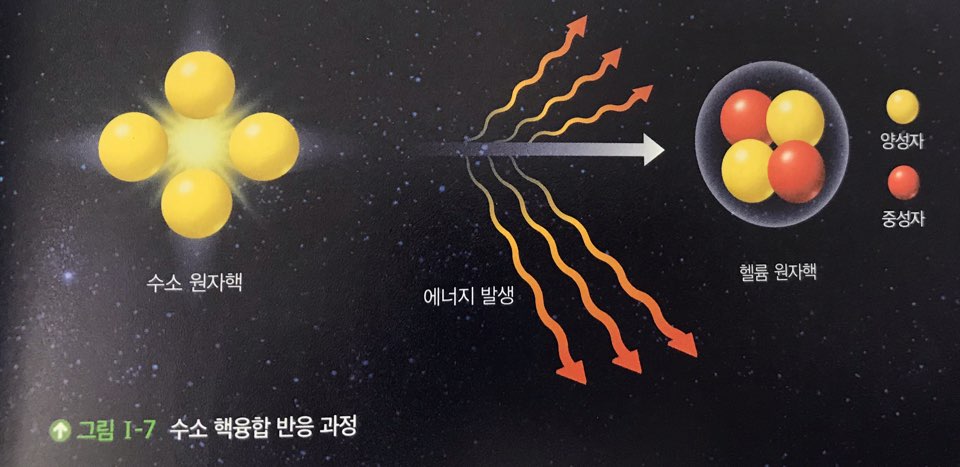 양성자
중성자
수소 원자핵
에너지 발생
헬륨 원자핵
그림 I-7 수소 핵융합 반응 과정